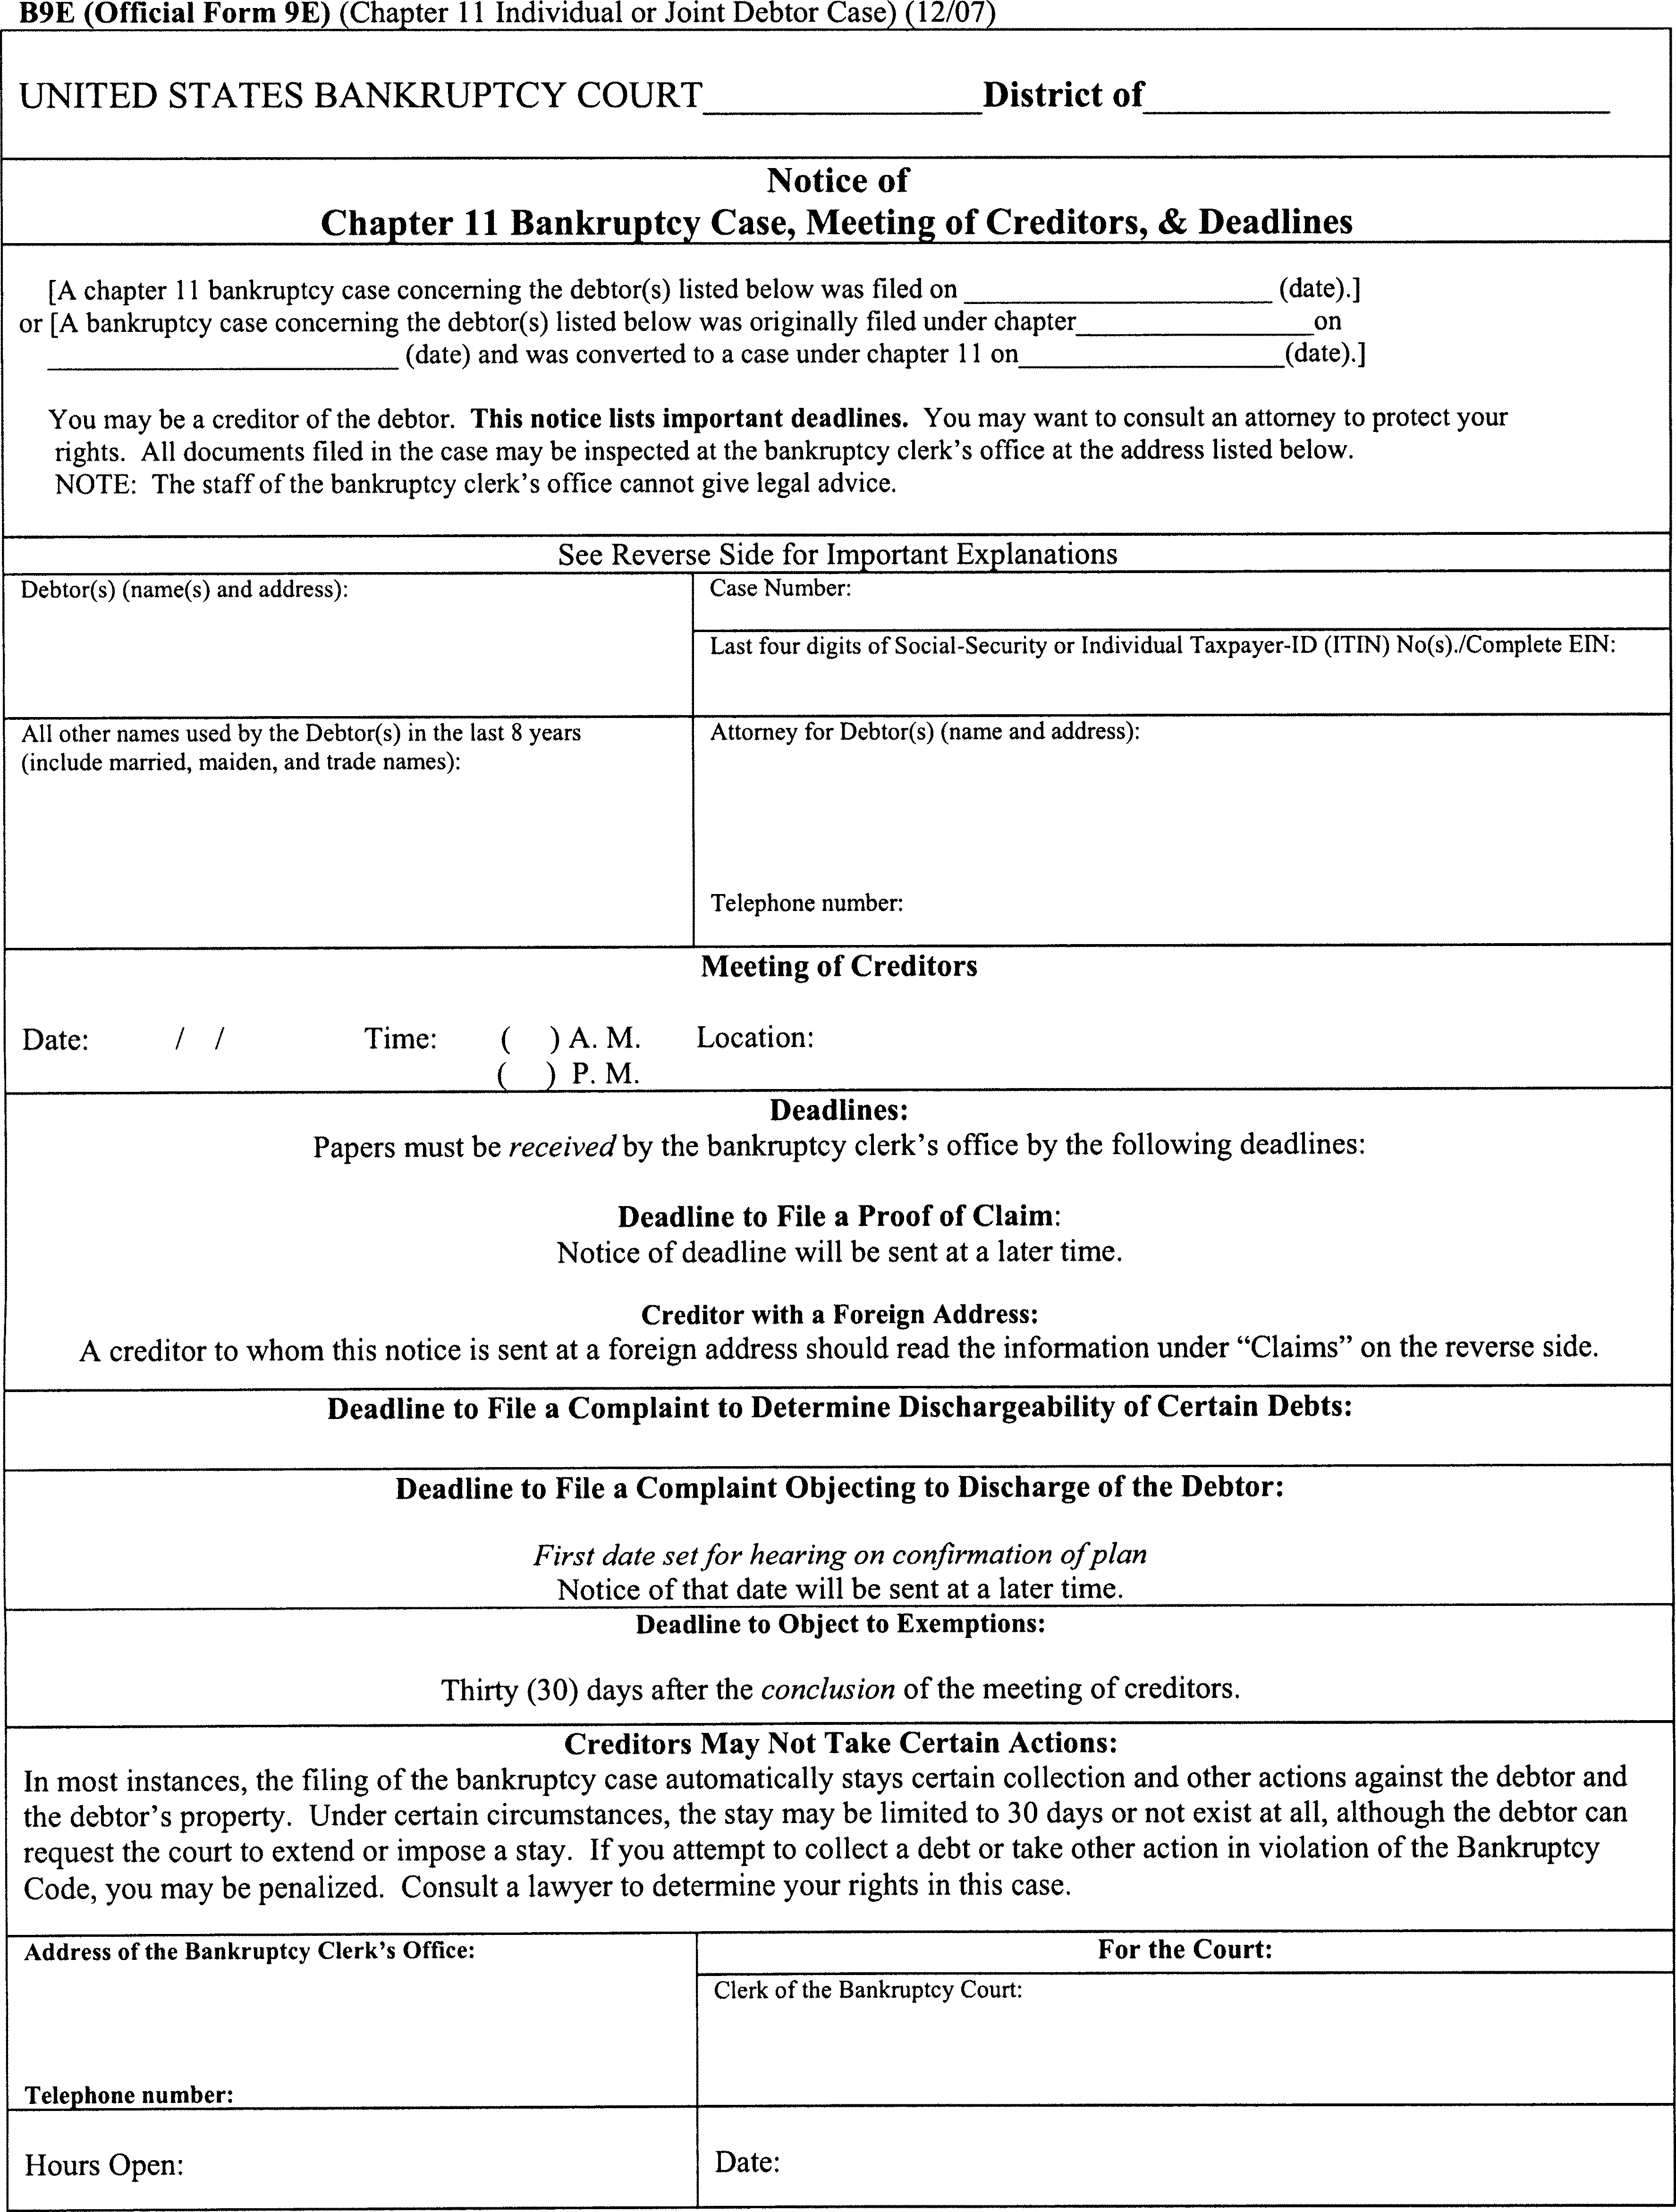 B9E (Official Form 9E) (Chapter 11 Individual or Joint Debtor Case) (12/07)
UNITED STATES BANKRUPTCY COURT____________District of____________________
Notice of
Chapter 11 Bankruptcy Case, Meeting of Creditors, & Deadlines
[A chapter 11 bankruptcy case concerning the debtor(s) listed below was filed on ____________________ (date).]
or [A bankruptcy case concerning the debtor(s) listed below was originally filed under chapter________________on
______________________ (date) and was converted to a case under chapter 11 on_________________(date).]
You may be a creditor of the debtor. This notice lists important deadlines. You may want to consult an attorney to protect your
rights. All documents filed in the case may be inspected at the bankruptcy clerk's office at the address listed below.
NOTE: The staff of the bankruptcy clerk's office cannot give legal advice.
See Reverse Side for Important Explanations
Debtor(s) (name(s) and address):
Case Number:
Last four digits of Social-Security or Individual Taxpayer-ID (ITIN) No(s)./Complete EIN:
All other names used by the Debtor(s) in the last 8 years
(include married, maiden, and trade names):
Attorney for Debtor(s) (name and address):
Telephone number:
Meeting of Creditors
Date: / / Time: ( ) A. M. Location:
( ) P. M.
Deadlines:
Papers must be received by the bankruptcy clerk's office by the following deadlines:
Deadline to File a Proof of Claim:
Notice of deadline will be sent at a later time.
Creditor with a Foreign Address:
A creditor to whom this notice is sent at a foreign address should read the information under “Claims” on the reverse side.
Deadline to File a Complaint to Determine Dischargeability of Certain Debts:
Deadline to File a Complaint Objecting to Discharge of the Debtor:
First date set for hearing on confirmation of plan
Notice of that date will be sent at a later time.
Deadline to Object to Exemptions:
Thirty (30) days after the conclusion of the meeting of creditors.
Creditors May Not Take Certain Actions:
In most instances, the filing of the bankruptcy case automatically stays certain collection and other actions against the debtor and
the debtor's property. Under certain circumstances, the stay may be limited to 30 days or not exist at all, although the debtor can
request the court to extend or impose a stay. If you attempt to collect a debt or take other action in violation of the Bankruptcy
Code, you may be penalized. Consult a lawyer to determine your rights in this case.
Address of the Bankruptcy Clerk's Office:
Telephone number:
For the Court:
Clerk of the Bankruptcy Court:
Hours Open:
Date: